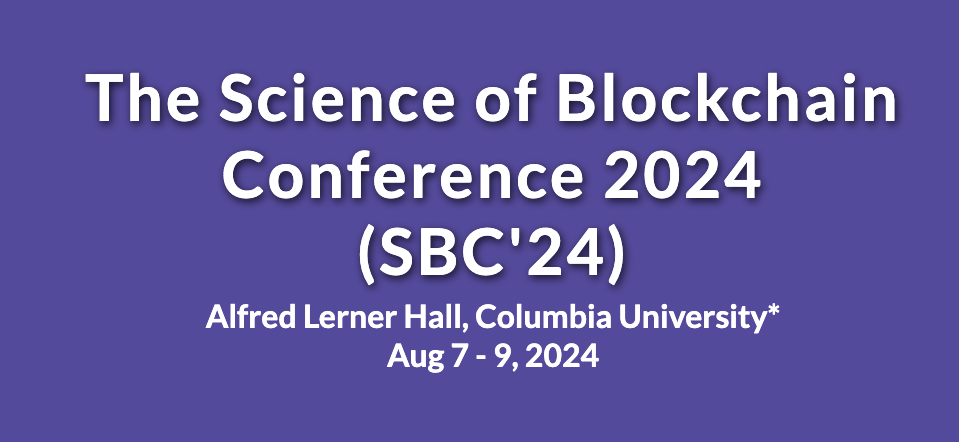 The Science of Blockchain
Conference 2024
(SBC'24)
Alfred Lerner Hall, Columbia University*
Aug 7 - 9, 2024